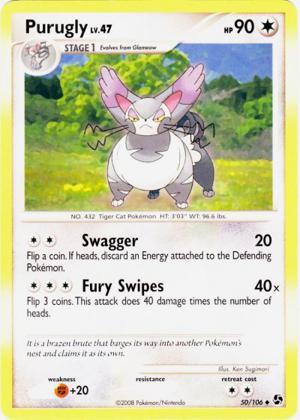 Purugly LV.47
HP 90
STAGE 1 Evolves from Glameow
NO. 432 Tiger Cat Pokémon HT: 3'03" WT: 96.6 lbs.
Swagger 20
Flip a coin. If heads, discard an Energy attached to the Defending
Pokémon.
Fury Swipes 40x
Flip 3 coins. This attack does 40 damage times the number of
heads.
It is a brazen brute that barges its way into another Pokémon's
nest and claims it as its own.
Illus. Ken Sugimori
weakness resistance retreat cost
+20
©2008 Pokémon/Nintendo
50/106